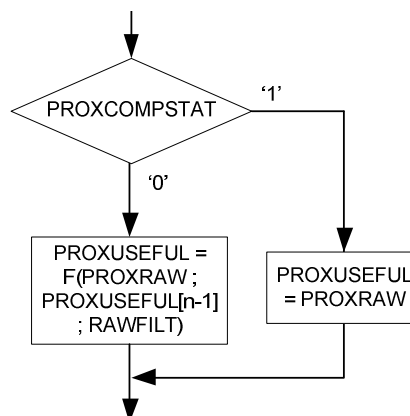 PROXCOMPSTAT
‘1’
‘0’
PROXUSEFUL =
F(PROXRAW ;
PROXUSEFUL[n-1]
; RAWFILT)
PROXUSEFUL
= PROXRAW